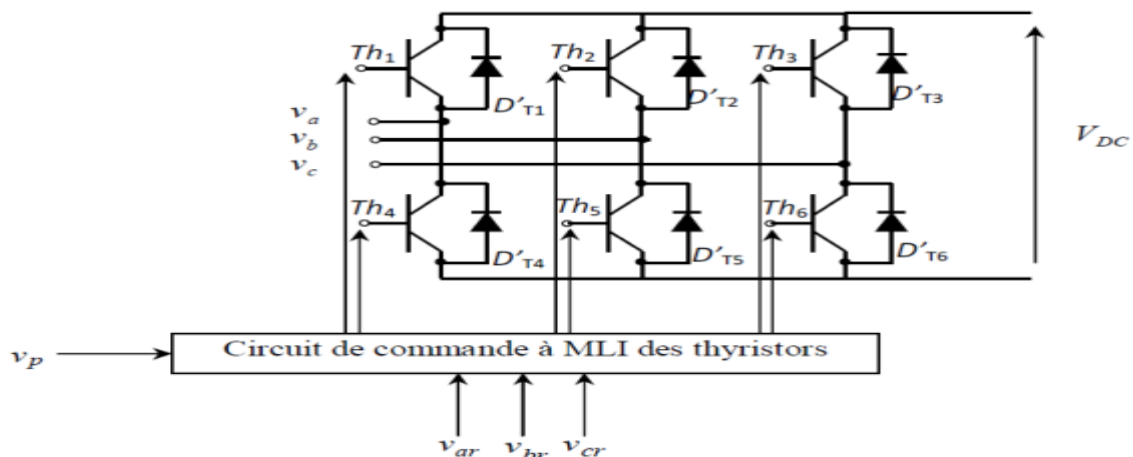 Th1 Th2 Th3
D'T1 D'T2 D'T3
va
vb
vc
VDC
Th4 Th5 Th6
D'T4 D'T5 D'T6
vp
Circuit de commande à MLI des thyristors
var vbr vcr